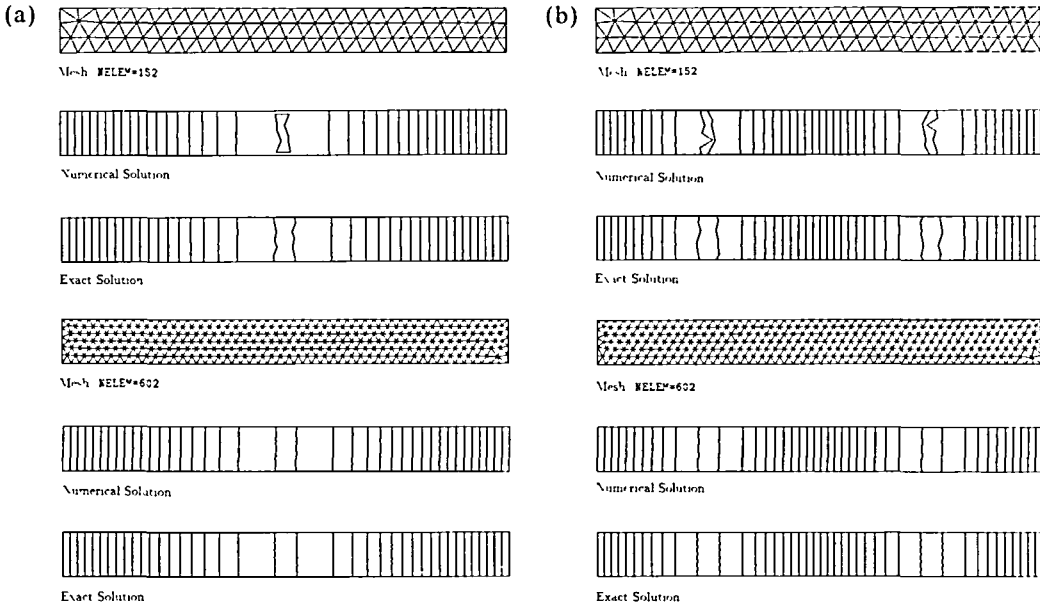 (a)
Mesh NELEM=152
Numerical Solution
Exact Solution
Mesh NELEM=602
Numerical Solution
Exact Solution
(b)
Mesh NELEM=152
Numerical Solution
Exact Solution
Mesh NELEM=602
Numerical Solution
Exact Solution